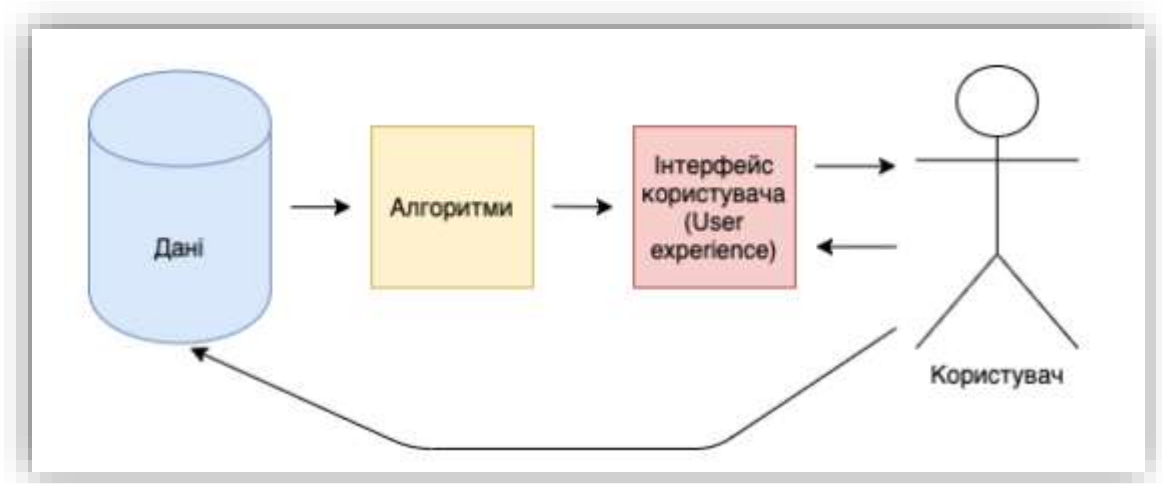 Дані
Алгоритми
Інтерфейс
користувача
(User
experience)
Користувач